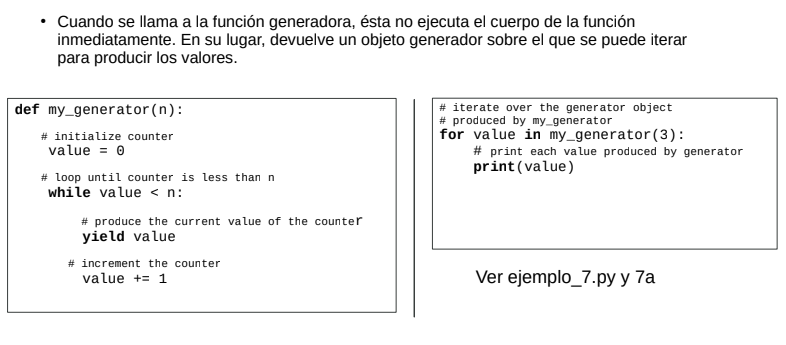 • Cuando se llama a la función generadora, ésta no ejecuta el cuerpo de la función
inmediatamente. En su lugar, devuelve un objeto generador sobre el que se puede iterar
para producir los valores.
def my_generator(n):
# initialize counter
value = 0
# loop until counter is less than n
while value < n:
# produce the current value of the counter
yield value
# increment the counter
value += 1
# iterate over the generator object
# produced by my_generator
for value in my_generator(3):
# print each value produced by generator
print(value)
Ver ejemplo_7.py y 7a